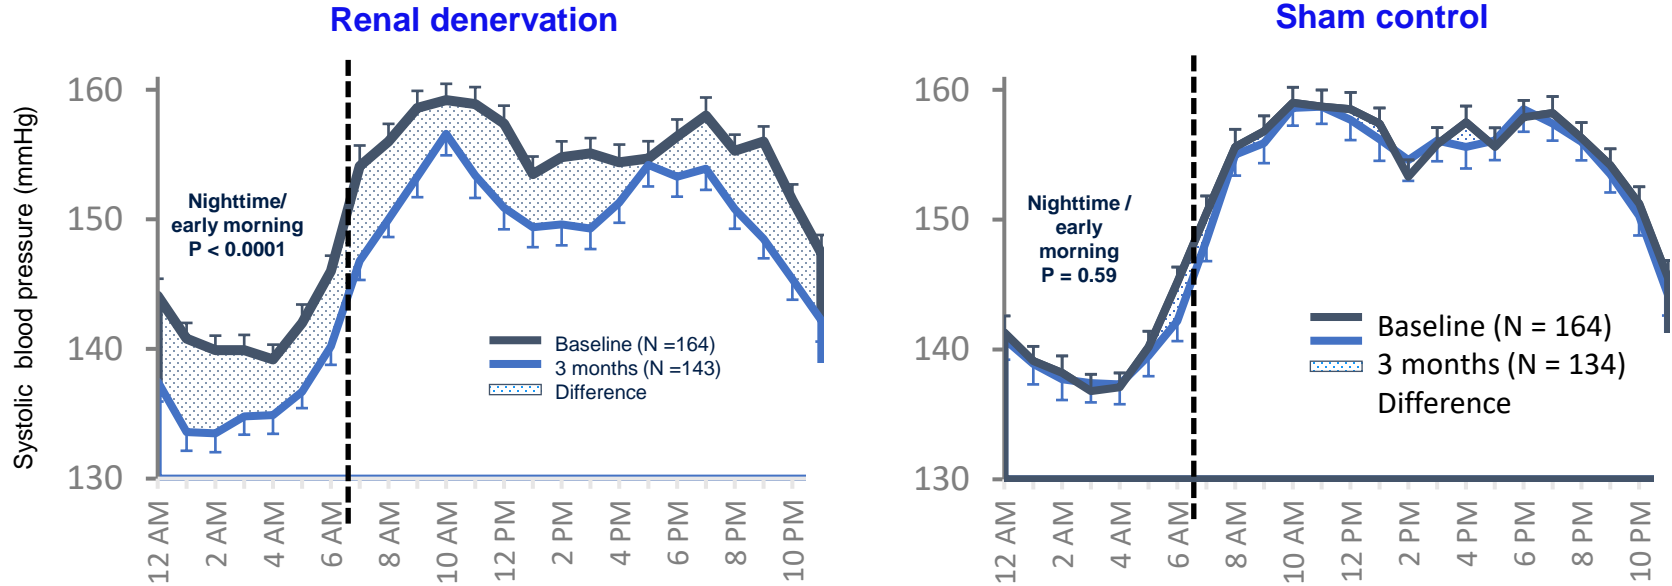 Renal denervation
Systolic blood pressure (mmHg)
160
150
140
130
Nighttime/
early morning
P < 0.0001
Baseline (N =164)
3 months (N =143)
Difference
12 AM
2 AM
4 AM
6 AM
8 AM
10 AM
12 PM
2 PM
4 PM
6 PM
8 PM
10 PM
Sham control
160
150
140
130
Nighttime /
early
morning
P = 0.59
Baseline (N = 164)
3 months (N = 134)
Difference
12 AM
2 AM
4 AM
6 AM
8 AM
10 AM
12 PM
2 PM
4 PM
6 PM
8 PM
10 PM